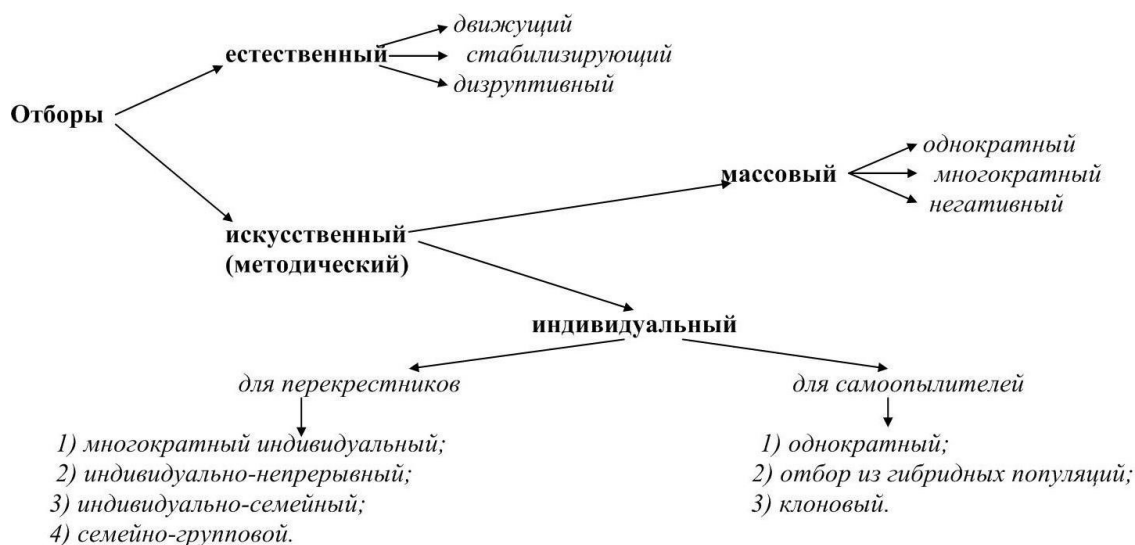 движущий
естественный
стабилизирующий
дизруптивный
Отборы
однократный
массовый
многократный
негативный
искусственный
(методический)
индивидуальный
для перекрестников
1) многократный индивидуальный;
2) индивидуально-непрерывный;
3) индивидуально-семейный;
4) семейно-групповой.
для самоопылителей
1) однократный;
2) отбор из гибридных популяций;
3) клоновый.